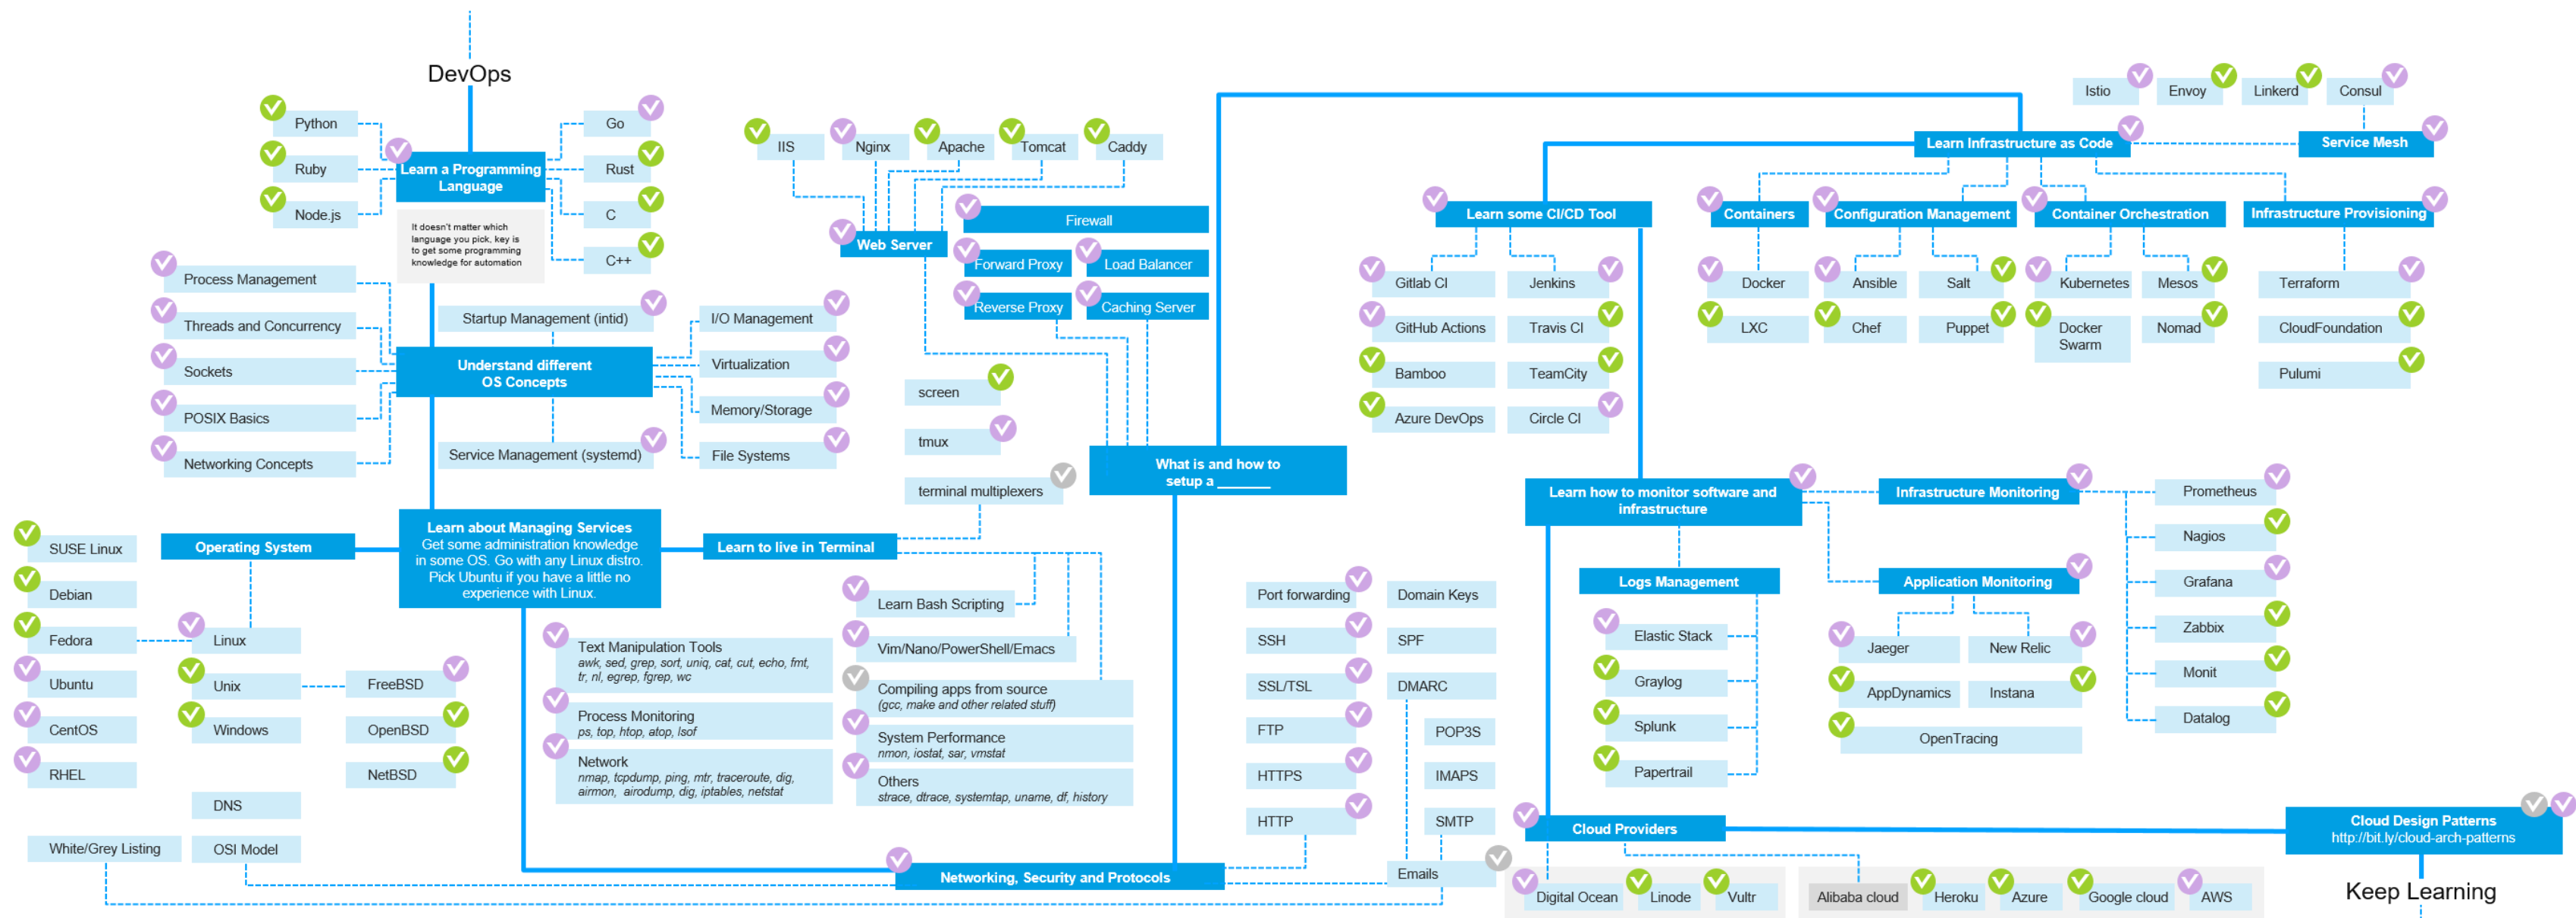 DevOps
Python
Ruby
Node.js
Learn a Programming
Language
Go
Rust
C
C++
It doesn't matter which
language you pick, key is
to get some programming
knowledge for automation
Process Management
Threads and Concurrency
Sockets
POSIX Basics
Networking Concepts
Startup Management (intid)
Understand different
OS Concepts
Service Management (systemd)
I/O Management
Virtualization
Memory/Storage
File Systems
Learn about Managing Services
Get some administration knowledge
in some OS. Go with any Linux distro.
Pick Ubuntu if you have a little no
experience with Linux.
Operating System
SUSE Linux
Debian
Fedora
Ubuntu
CentOS
RHEL
Linux
Unix
Windows
FreeBSD
OpenBSD
NetBSD
DNS
White/Grey Listing
OSI Model
Learn to live in Terminal
screen
tmux
terminal multiplexers
Learn Bash Scripting
Vim/Nano/PowerShell/Emacs
Compiling apps from source
(gcc, make and other related stuff)
System Performance
nmon, iostat, sar, vmstat
Others
strace, dtrace, systemtap, uname, df, history
Text Manipulation Tools
awk, sed, grep, sort, uniq, cat, cut, echo, fmt,
tr, nl, egrep, fgrep, wc
Process Monitoring
ps, top, htop, atop, lsof
Network
nmap, tcpdump, ping, mtr, traceroute, dig,
airmon, airodump, dig, iptables, netstat
Networking, Security and Protocols
Port forwarding
SSH
SSL/TSL
FTP
HTTPS
HTTP
Domain Keys
SPF
DMARC
POP3S
IMAPS
SMTP
Emails
IIS
Nginx
Apache
Tomcat
Caddy
Web Server
Firewall
Forward Proxy
Load Balancer
Reverse Proxy
Caching Server
What is and how to
setup a _______
Learn Infrastructure as Code
Istio
Envoy
Linkerd
Consul
Service Mesh
Containers
Docker
LXC
Configuration Management
Ansible
Salt
Chef
Puppet
Container Orchestration
Kubernetes
Mesos
Docker
Swarm
Nomad
Infrastructure Provisioning
Terraform
CloudFoundation
Pulumi
Learn some CI/CD Tool
Gitlab CI
Jenkins
GitHub Actions
Travis CI
Bamboo
TeamCity
Azure DevOps
Circle CI
Learn how to monitor software and
infrastructure
Infrastructure Monitoring
Prometheus
Nagios
Grafana
Zabbix
Monit
Datalog
Logs Management
Elastic Stack
Graylog
Splunk
Papertrail
Application Monitoring
Jaeger
New Relic
AppDynamics
Instana
OpenTracing
Cloud Providers
Digital Ocean
Linode
Vultr
Alibaba cloud
Heroku
Azure
Google cloud
AWS
Cloud Design Patterns
http://bit.ly/cloud-arch-patterns
Keep Learning